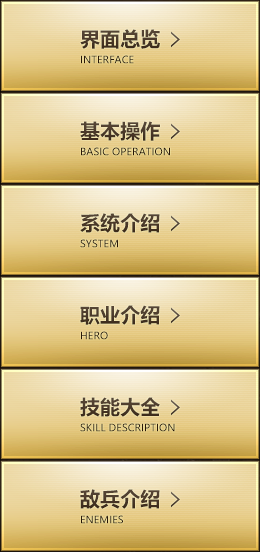 界面总览
INTERFACE
基本操作
BASIC OPERATION
系统介绍
SYSTEM
职业介绍
HERO
技能大全
SKILL DESCRIPTION
敌兵介绍
ENEMIES